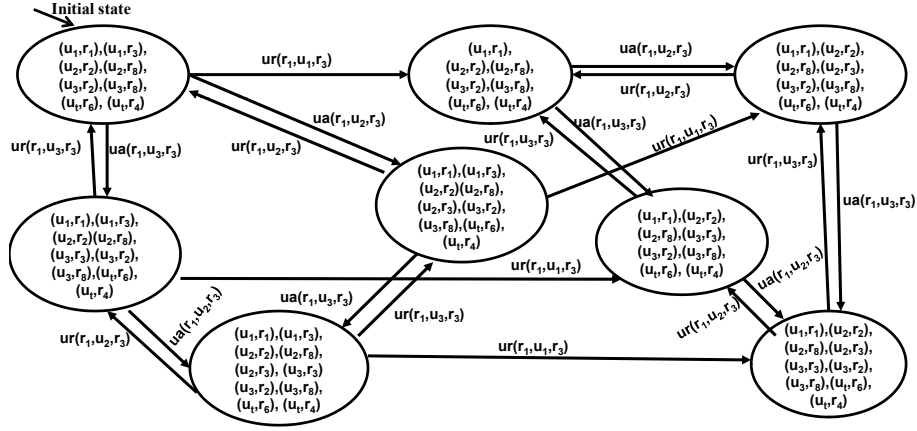 Initial state
(u1,r1),(u1,r3),
(u2,r2),(u2,r8),
(u3,r2),(u3,r8),
(ut,r6), (ut,r4)
ur(r1,u1,r3)
(u1,r1),
(u2,r2),(u2,r8),
(u3,r2),(u3,r8),
(ut,r6), (ut,r4)
ua(r1,u2,r3)
ur(r1,u2,r3)
(u1,r1),(u2,r2),
(u2,r8),(u2,r3),
(u3,r2),(u3,r8),
(ut,r6), (ut,r4)
ua(r1,u2,r3)
ur(r1,u2,r3)
ua(r1,u3,r3)
ur(r1,u3,r3)
ur(r1,u1,r3)
ur(r1,u3,r3)
ua(r1,u3,r3)
ur(r1,u3,r3)
ua(r1,u3,r3)
(u1,r1),(u1,r3),
(u2,r2)(u2,r8),
(u2,r3),(u3,r2),
(u3,r8),(ut,r6),
(ut,r4)
(u1,r1),(u1,r3),
(u2,r2)(u2,r8),
(u3,r3),(u3,r2),
(u3,r8),(ut,r6),
(ut,r4)
(u1,r1),(u2,r2),
(u2,r8),(u3,r3),
(u3,r2),(u3,r8),
(ut,r6), (ut,r4)
ur(r1,u1,r3)
ua(r1,u2,r3)
ur(r1,u2,r3)
ua(r1,u3,r3)
ur(r1,u3,r3)
ua(r1,u2,r3)
ur(r1,u2,r3)
(u1,r1),(u1,r3),
(u2,r2),(u2,r8),
(u2,r3), (u3,r3)
(u3,r2),(u3,r8),
(ut,r6), (ut,r4)
ur(r1,u1,r3)
(u1,r1),(u2,r2),
(u2,r8),(u2,r3),
(u3,r3),(u3,r2),
(u3,r8),(ut,r6),
(ut,r4)